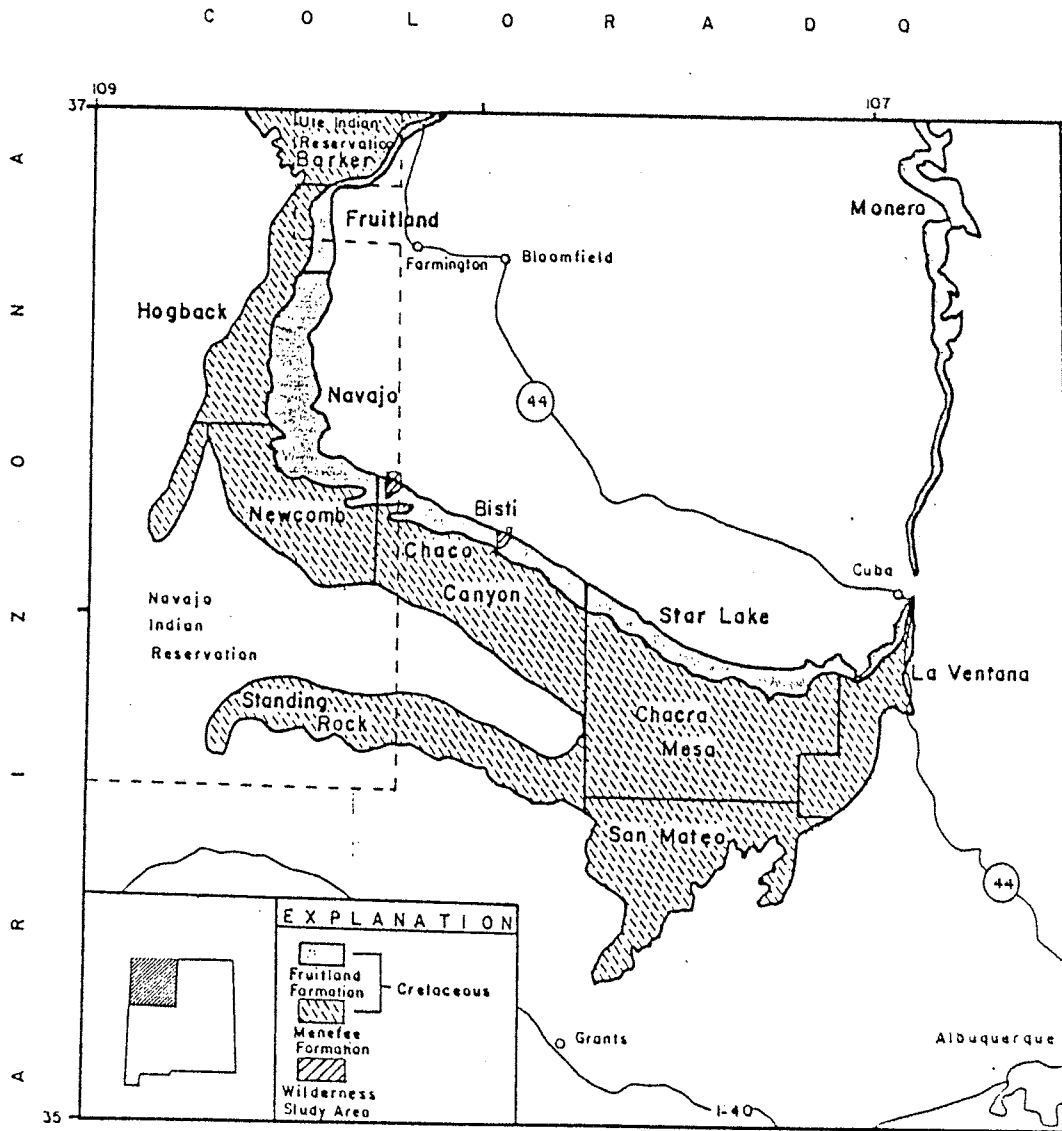 C O L O R A D O
109
107
37
A R I Z O N A
Ute Indian
Reservation
Barker
Fruitland
Monero
Farmington
Bloomfield
Hogback
Navajo
44
Newcomb
Bisti
Chaco
Canyon
Cuba
Star Lake
Navajo
Indian
Reservation
La Ventana
Standing
Rock
Chacra
Mesa
San Mateo
44
EXPLANATION
Fruitland
Formation
Cretaceous
Menefee
Formation
Wilderness
Study Area
Grants
Albuquerque
I-40
35